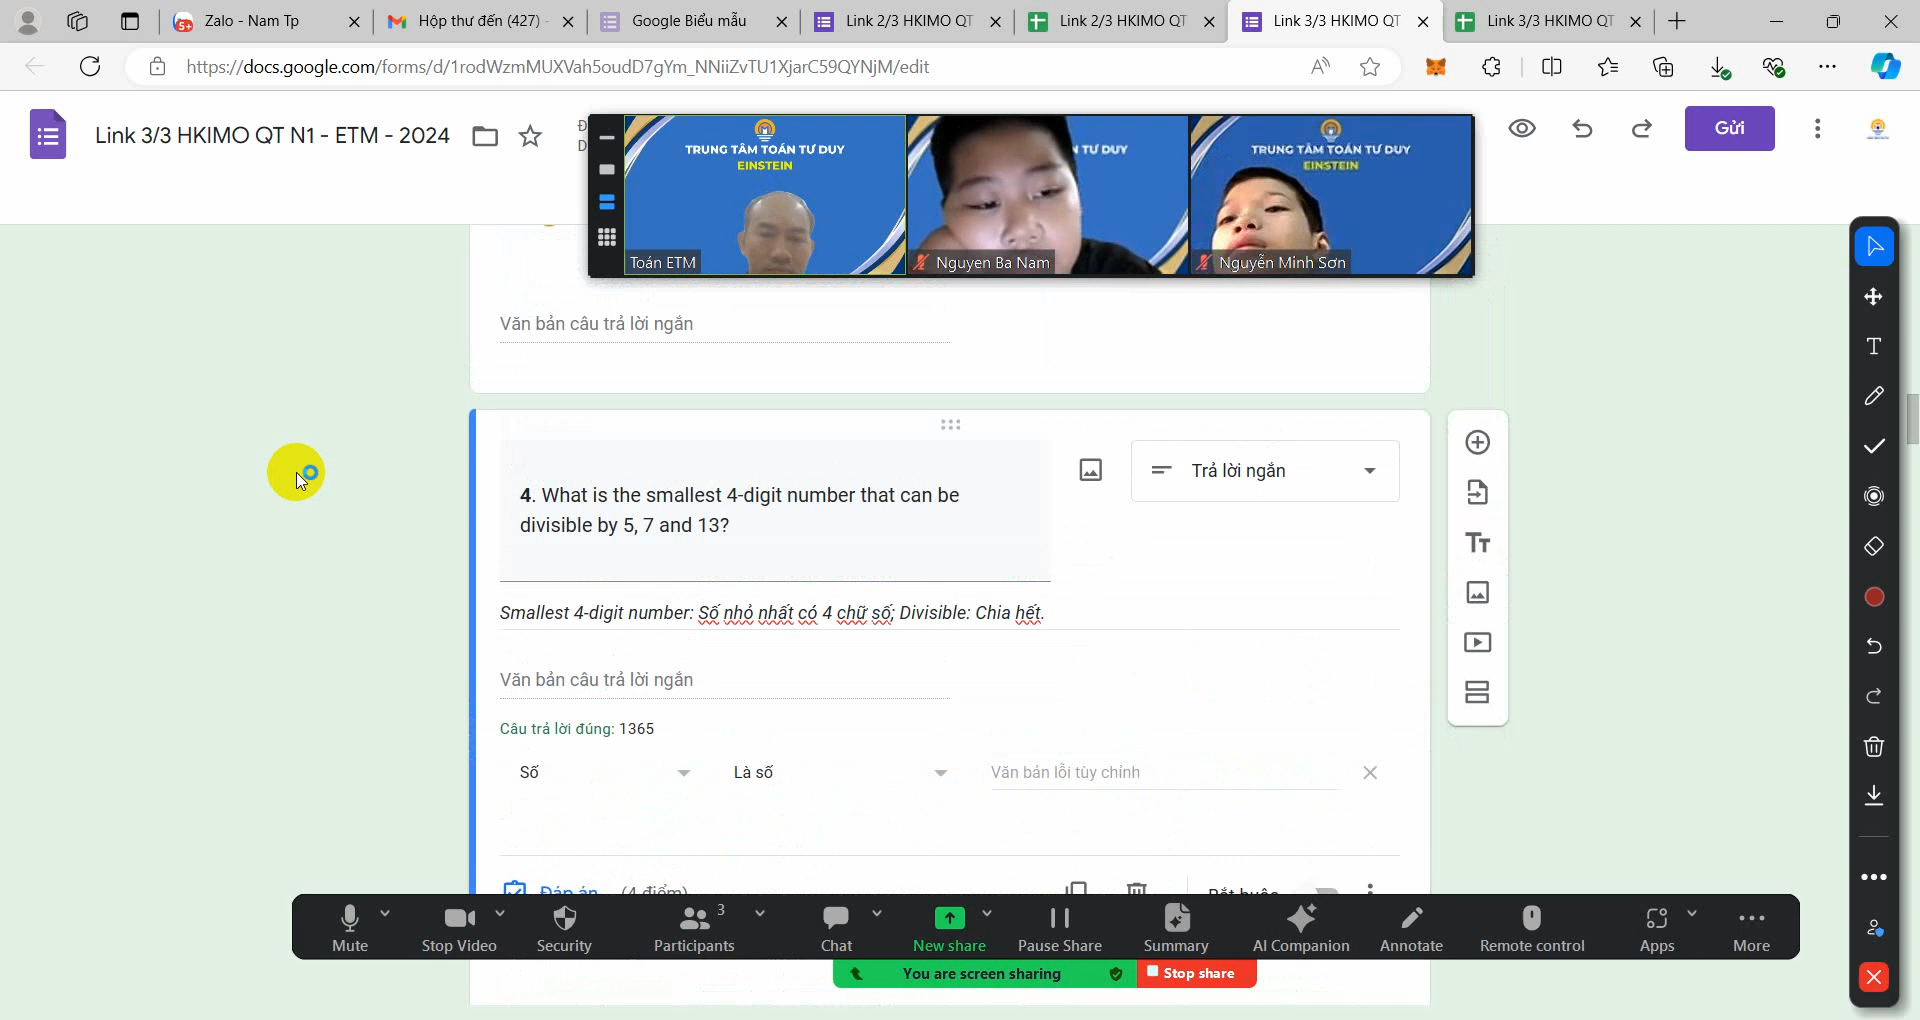 Zalo - Nam Tp
Hộp thư đến (427) -
Google Biểu mẫu
Link 2/3 HKIMO QT
Link 2/3 HKIMO QT
Link 3/3 HKIMO QT
Link 3/3 HKIMO QT
https://docs.google.com/forms/d/1rodWzmMUXVah5oudD7gYm_NNiiZvTU1XjarC59QYNjM/edit
Link 3/3 HKIMO QT N1 - ETM - 2024
Gửi
TRUNG TÂM TOÁN TƯ DUY
EINSTEIN
Toán ETM
N TƯ DUY
Nguyen Ba Nam
TRUNG TÂM TOÁN TƯ DUY
EINSTEIN
Nguyễn Minh Sơn
Văn bản câu trả lời ngắn
4. What is the smallest 4-digit number that can be
divisible by 5, 7 and 13?
Trả lời ngắn
Smallest 4-digit number: Số nhỏ nhất có 4 chữ số; Divisible: Chia hết.
Văn bản câu trả lời ngắn
Câu trả lời đúng: 1365
Số
Là số
Văn bản lỗi tùy chỉnh
Đáp án (4 điểm)
Bắt buộc
Mute
Stop Video
Security
Participants
3
Chat
New share
Pause Share
Summary
AI Companion
Annotate
Remote control
Apps
More
You are screen sharing
Stop share